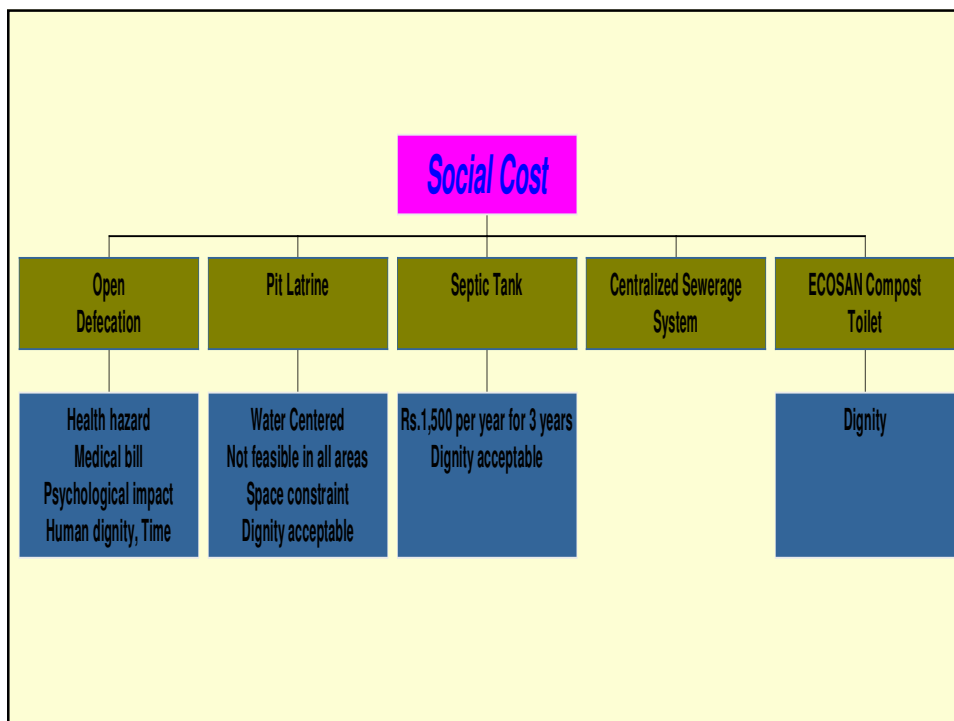 Social Cost
Open
Defecation
Pit Latrine
Septic Tank
Centralized Sewerage
System
ECOSAN Compost
Toilet
Health hazard
Medical bill
Psychological impact
Human dignity, Time
Water Centered
Not feasible in all areas
Space constraint
Dignity acceptable
Rs.1,500 per year for 3 years
Dignity acceptable
Dignity